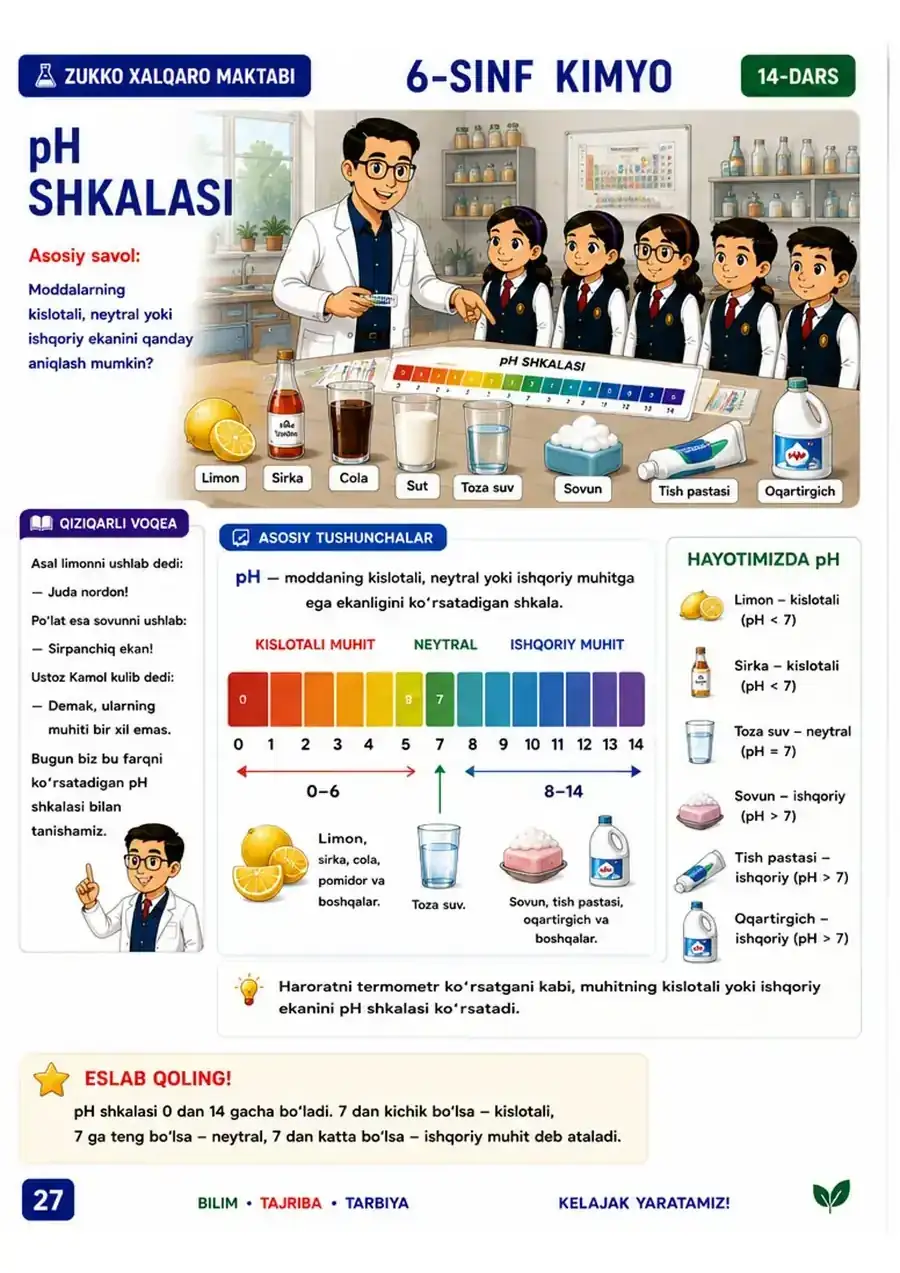 ZUKKO XALQARO MAKTABI
6-SINF KIMYO
14-DARS
pH
SHKALASI
Asosiy savol:
Moddalarning
kislotali, neytral yoki
ishqoriy ekanini qanday
aniqlash mumkin?
pH SHKALASI
Limon
Sirka
Cola
Sut
Toza suv
Sovun
Tish pastasi
Oqartirgich
QIZIQARLI VOQEA
Asal limonni ushlab dedi:
— Juda nordon!
Po‘lat esa sovunni ushlab:
— Sirpanchiq ekan!
Ustoz Kamol kulib dedi:
— Demak, ularning
muhiti bir xil emas.
Bugun biz bu farqni
ko‘rsatadigan pH
shkalasi bilan
tanishamiz.
ASOSIY TUSHUNCHALAR
pH — moddaning kislotali, neytral yoki ishqoriy muhitga
ega ekanligini ko‘rsatadigan shkala.
KISLOTALI MUHIT NEYTRAL ISHQORIY MUHIT
0 8 7
0 1 2 3 4 5 7 8 9 10 11 12 13 14
0–6 8–14
Limon,
sirka, cola,
pomidor va
boshqalar.
Toza suv.
Sovun, tish pastasi,
oqartirgich va
boshqalar.
HAYOTIMIZDA pH
Limon – kislotali
(pH < 7)
Sirka – kislotali
(pH < 7)
Toza suv – neytral
(pH = 7)
Sovun – ishqoriy
(pH > 7)
Tish pastasi –
ishqoriy (pH > 7)
Oqartirgich –
ishqoriy (pH > 7)
Haroratni termometr ko‘rsatgani kabi, muhitning kislotali yoki ishqoriy
ekanini pH shkalasi ko‘rsatadi.
ESLAB QOLING!
pH shkalasi 0 dan 14 gacha bo‘ladi. 7 dan kichik bo‘lsa – kislotali,
7 ga teng bo‘lsa – neytral, 7 dan katta bo‘lsa – ishqoriy muhit deb ataladi.
27
BILIM • TAJRIBA • TARBIYA
KELAJAK YARATAMIZ!